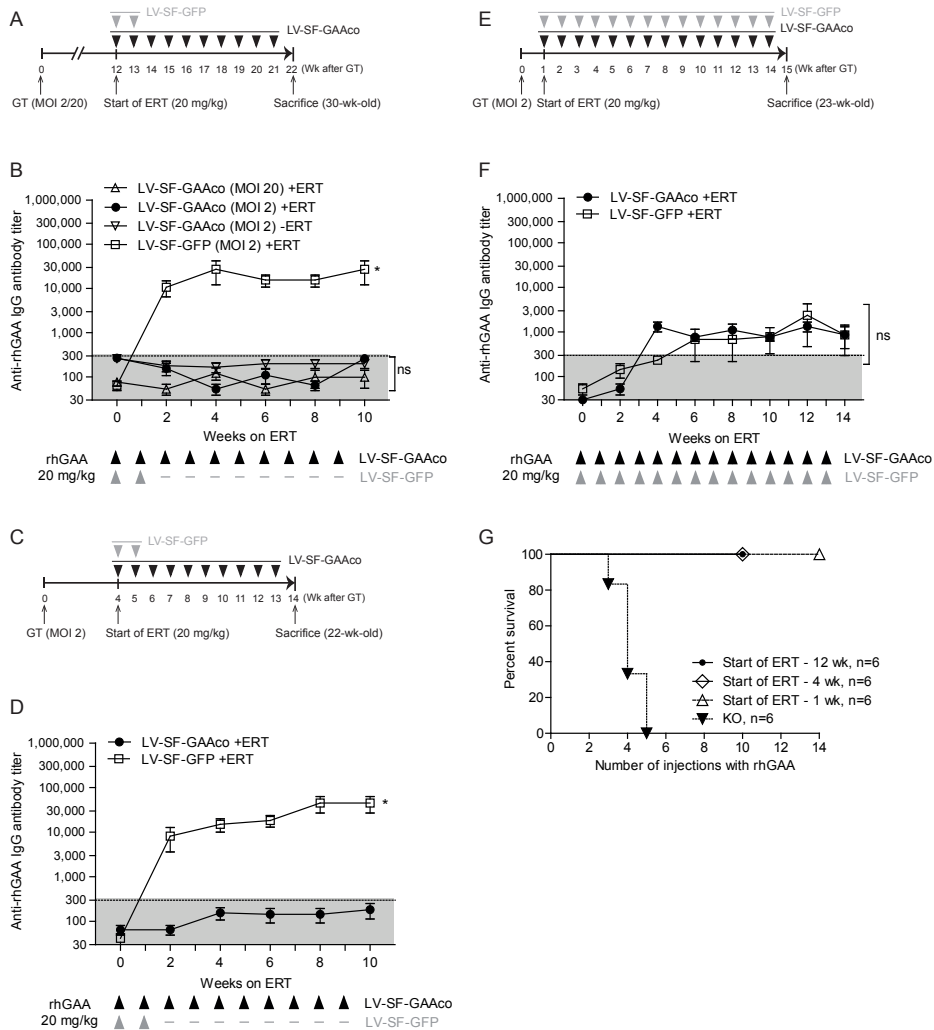 A
LV-SF-GFP
LV-SF-GAAco
0 12 13 14 15 16 17 18 19 20 21 22 (Wk after GT)
GT (MOI 2/20) Start of ERT (20 mg/kg) Sacrifice (30-wk-old)
E
LV-SF-GFP
LV-SF-GAAco
0 1 2 3 4 5 6 7 8 9 10 11 12 13 14 15 (Wk after GT)
GT (MOI 2) Start of ERT (20 mg/kg) Sacrifice (23-wk-old)
B
LV-SF-GAAco (MOI 20) +ERT
LV-SF-GAAco (MOI 2) +ERT
LV-SF-GAAco (MOI 2) -ERT
LV-SF-GFP (MOI 2) +ERT
Anti-rhGAA IgG antibody titer
1,000,000
300,000
100,000
30,000
10,000
3,000
1,000
300
100
30
*
ns
0 2 4 6 8 10
Weeks on ERT
rhGAA
20 mg/kg
LV-SF-GAAco
LV-SF-GFP
F
LV-SF-GAAco +ERT
LV-SF-GFP +ERT
Anti-rhGAA IgG antibody titer
1,000,000
300,000
100,000
30,000
10,000
3,000
1,000
300
100
30
ns
0 2 4 6 8 10 12 14
Weeks on ERT
rhGAA
20 mg/kg
LV-SF-GAAco
LV-SF-GFP
C
LV-SF-GFP
LV-SF-GAAco
0 4 5 6 7 8 9 10 11 12 13 14 (Wk after GT)
GT (MOI 2) Start of ERT (20 mg/kg) Sacrifice (22-wk-old)
D
LV-SF-GAAco +ERT
LV-SF-GFP +ERT
Anti-rhGAA IgG antibody titer
1,000,000
300,000
100,000
30,000
10,000
3,000
1,000
300
100
30
*
0 2 4 6 8 10
Weeks on ERT
rhGAA
20 mg/kg
LV-SF-GAAco
LV-SF-GFP
G
Percent survival
100
80
60
40
20
0
Start of ERT - 12 wk, n=6
Start of ERT - 4 wk, n=6
Start of ERT - 1 wk, n=6
KO, n=6
0 2 4 6 8 10 12 14
Number of injections with rhGAA